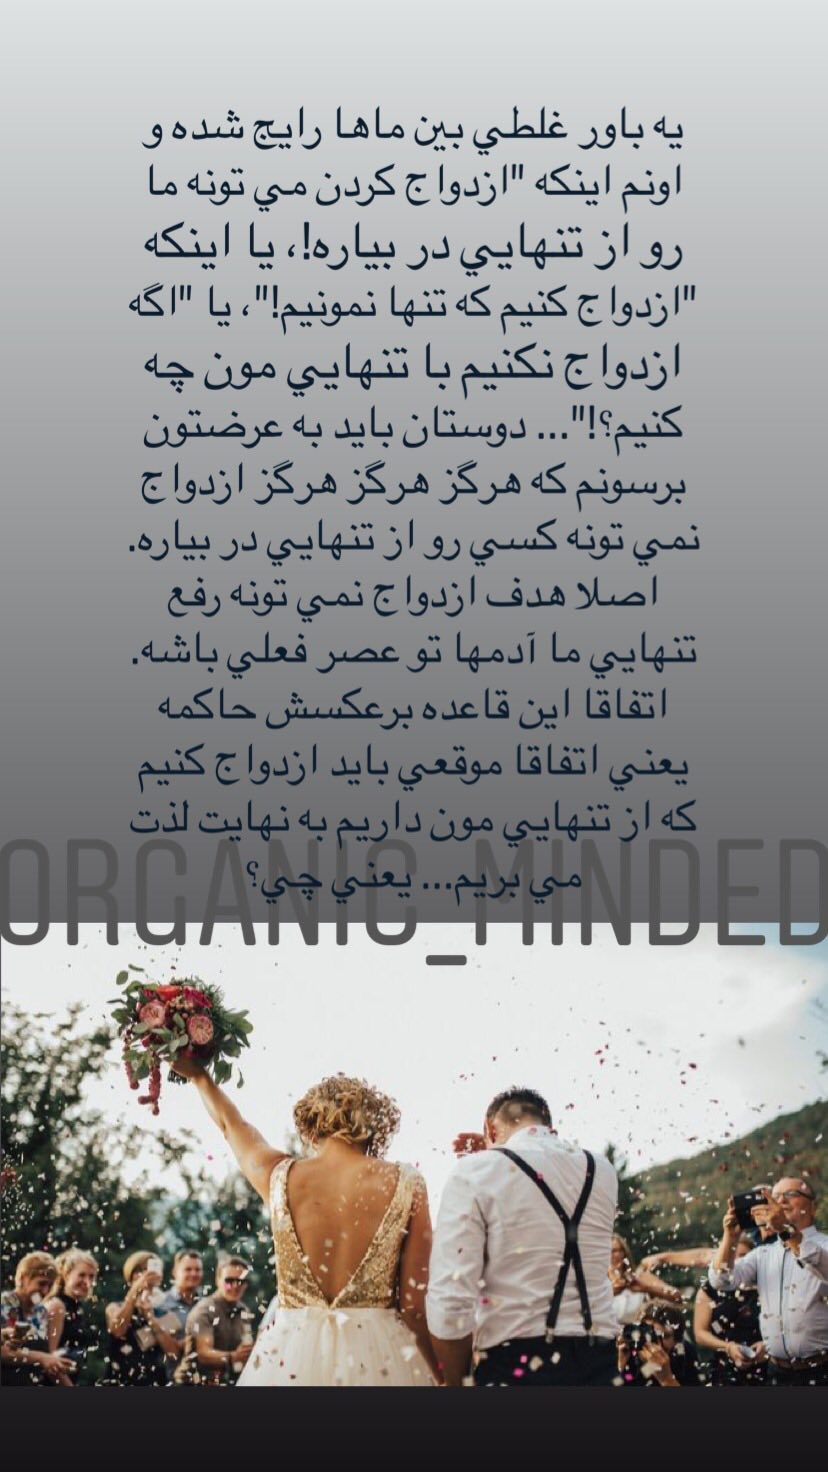 يه باور غلطي بين ماها رايج شده و
اونم اينكه "ازدواج كردن مي تونه ما
رو از تنهايي در بياره!، يا اينكه
"ازدواج كنيم كه تنها نمونيم!"، يا "اگه
ازدواج نكنيم با تنهايي مون چه
كنيم؟!"... دوستان بايد به عرضتون
برسونم كه هرگز هرگز هرگز ازدواج
نمي تونه كسي رو از تنهايي در بياره.
اصلا هدف ازدواج نمي تونه رفع
تنهايي ما آدمها تو عصر فعلي باشه.
اتفاقا اين قاعده برعكسش حاكمه
يعني اتفاقا موقعي بايد ازدواج كنيم
كه از تنهايي مون داريم به نهايت لذت
مي بريم... يعني چي؟
ORGANIC_MINDED